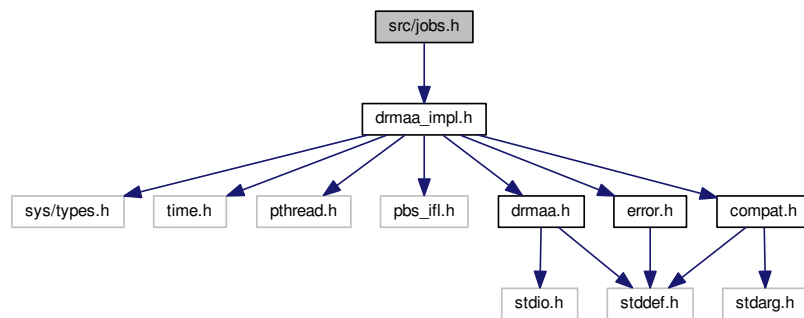 src/jobs.h
drmaa_impl.h
sys/types.h
time.h
pthread.h
pbs_ifl.h
drmaa.h
error.h
compat.h
stdio.h
stddef.h
stdarg.h